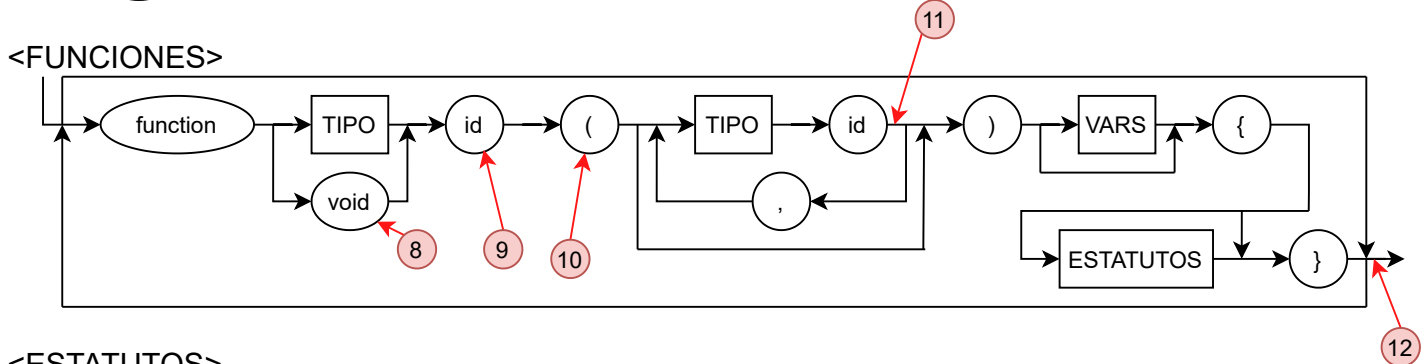 11
<FUNCIONES>
function TIPO id ( TIPO id ) VARS {
void ,
8 9 10 ESTATUTOS }
12
<ESTATUTOS>